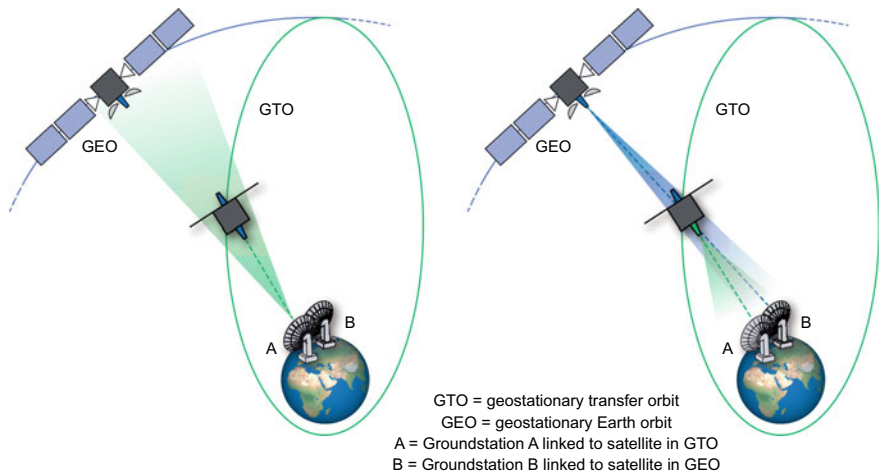 GTO
GEO
B
A
GTO
GEO
B
A
GTO = geostationary transfer orbit
GEO = geostationary Earth orbit
A = Groundstation A linked to satellite in GTO
B = Groundstation B linked to satellite in GEO